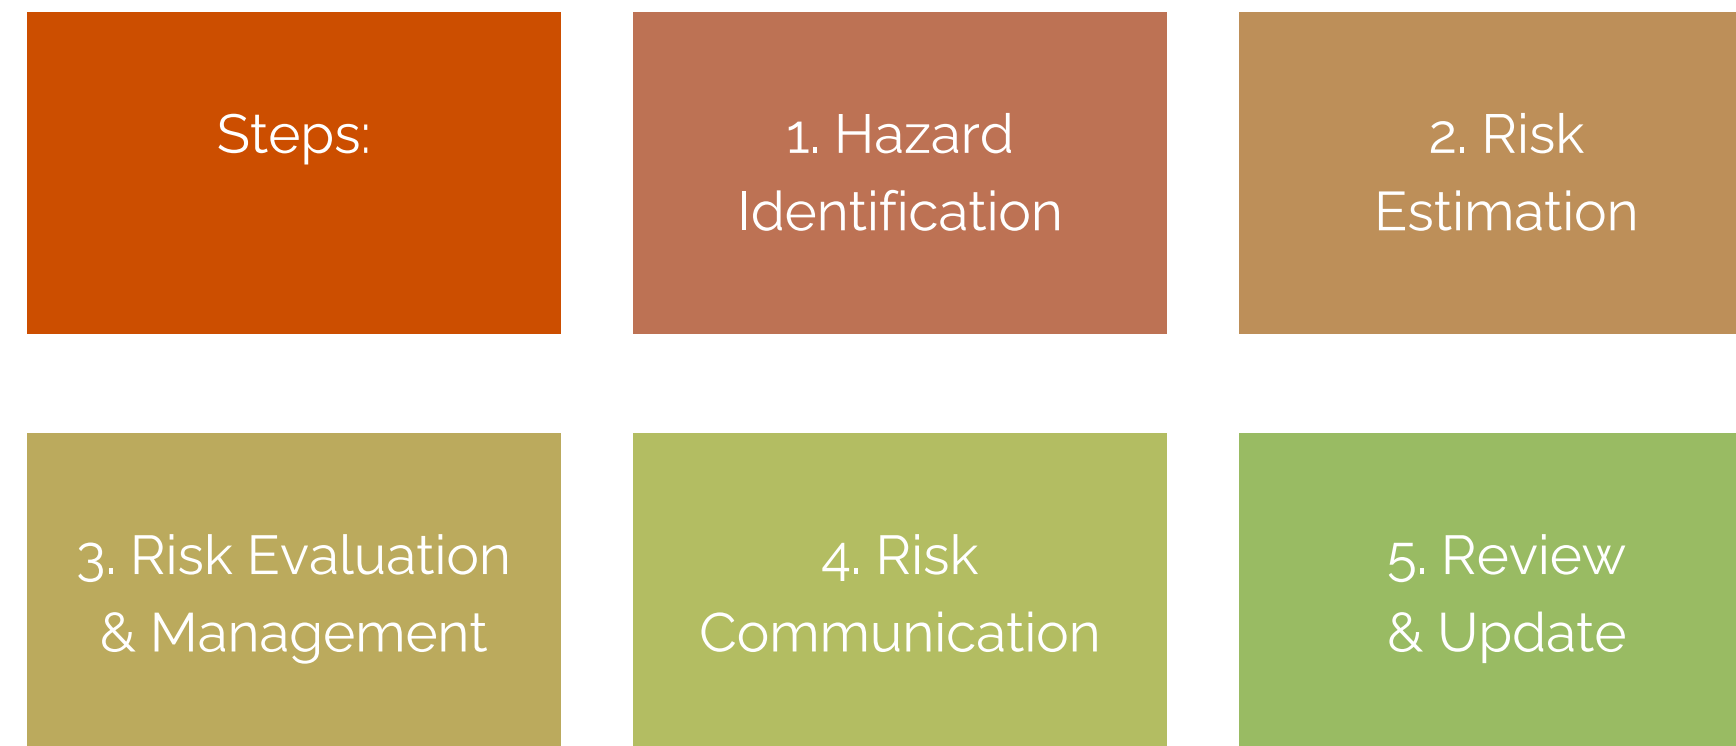 Steps:
1. Hazard
Identification
2. Risk
Estimation
3. Risk Evaluation
& Management
4. Risk
Communication
5. Review
& Update